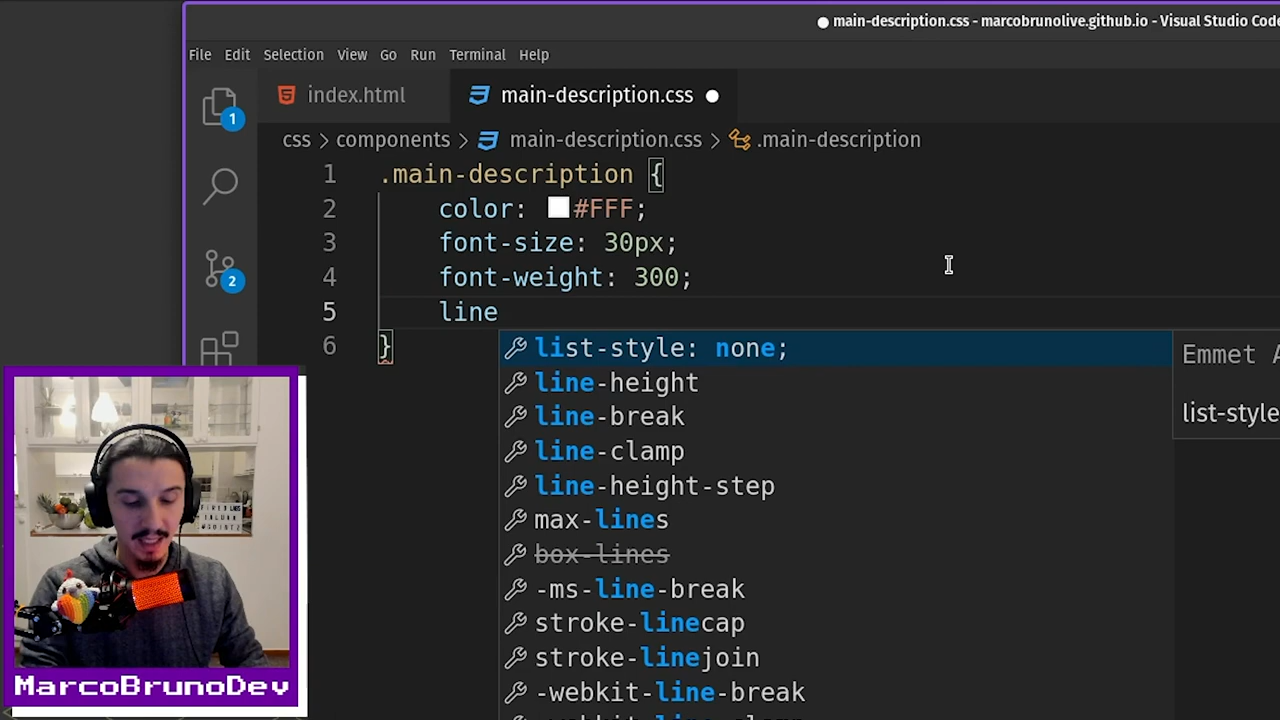 main-description.css - marcobrunolive.github.io - Visual Studio Code
File Edit Selection View Go Run Terminal Help
index.html main-description.css
css > components > main-description.css > .main-description
1 .main-description {
2 color: #FFF;
3 font-size: 30px;
4 font-weight: 300;
5 line
6 }
list-style: none;
line-height
line-break
line-clamp
line-height-step
max-lines
box-lines
-ms-line-break
stroke-linecap
stroke-linejoin
-webkit-line-break
Emmet A
list-style
1
2
MarcoBrunoDev